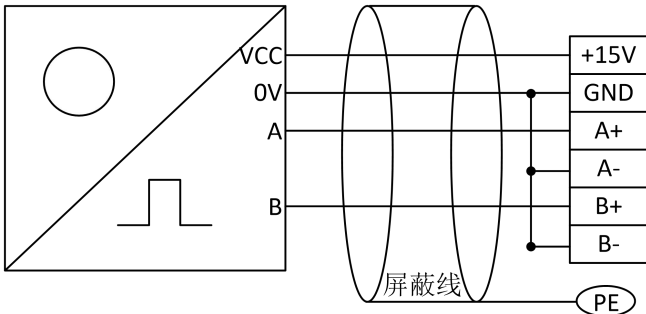 VCC
0V
A
B
+15V
GND
A+
A-
B+
B-
屏蔽线
PE